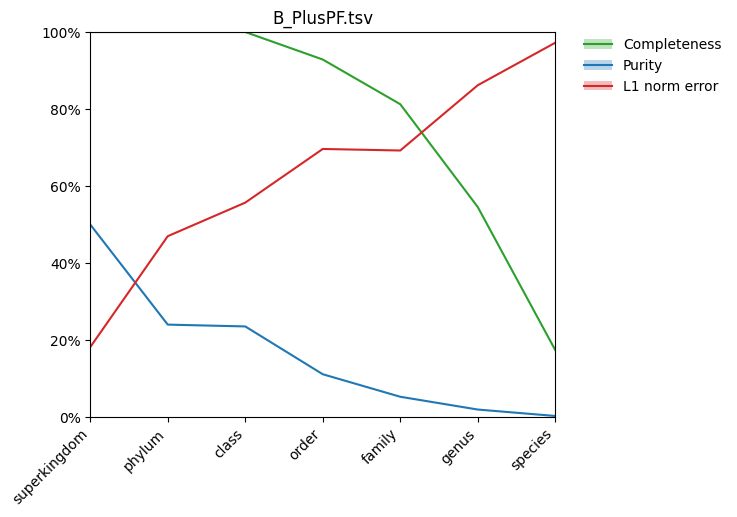 B_PlusPF.tsv
100%
80%
60%
40%
20%
0%
superkingdom
phylum
class
order
family
genus
species
Completeness
Purity
L1 norm error